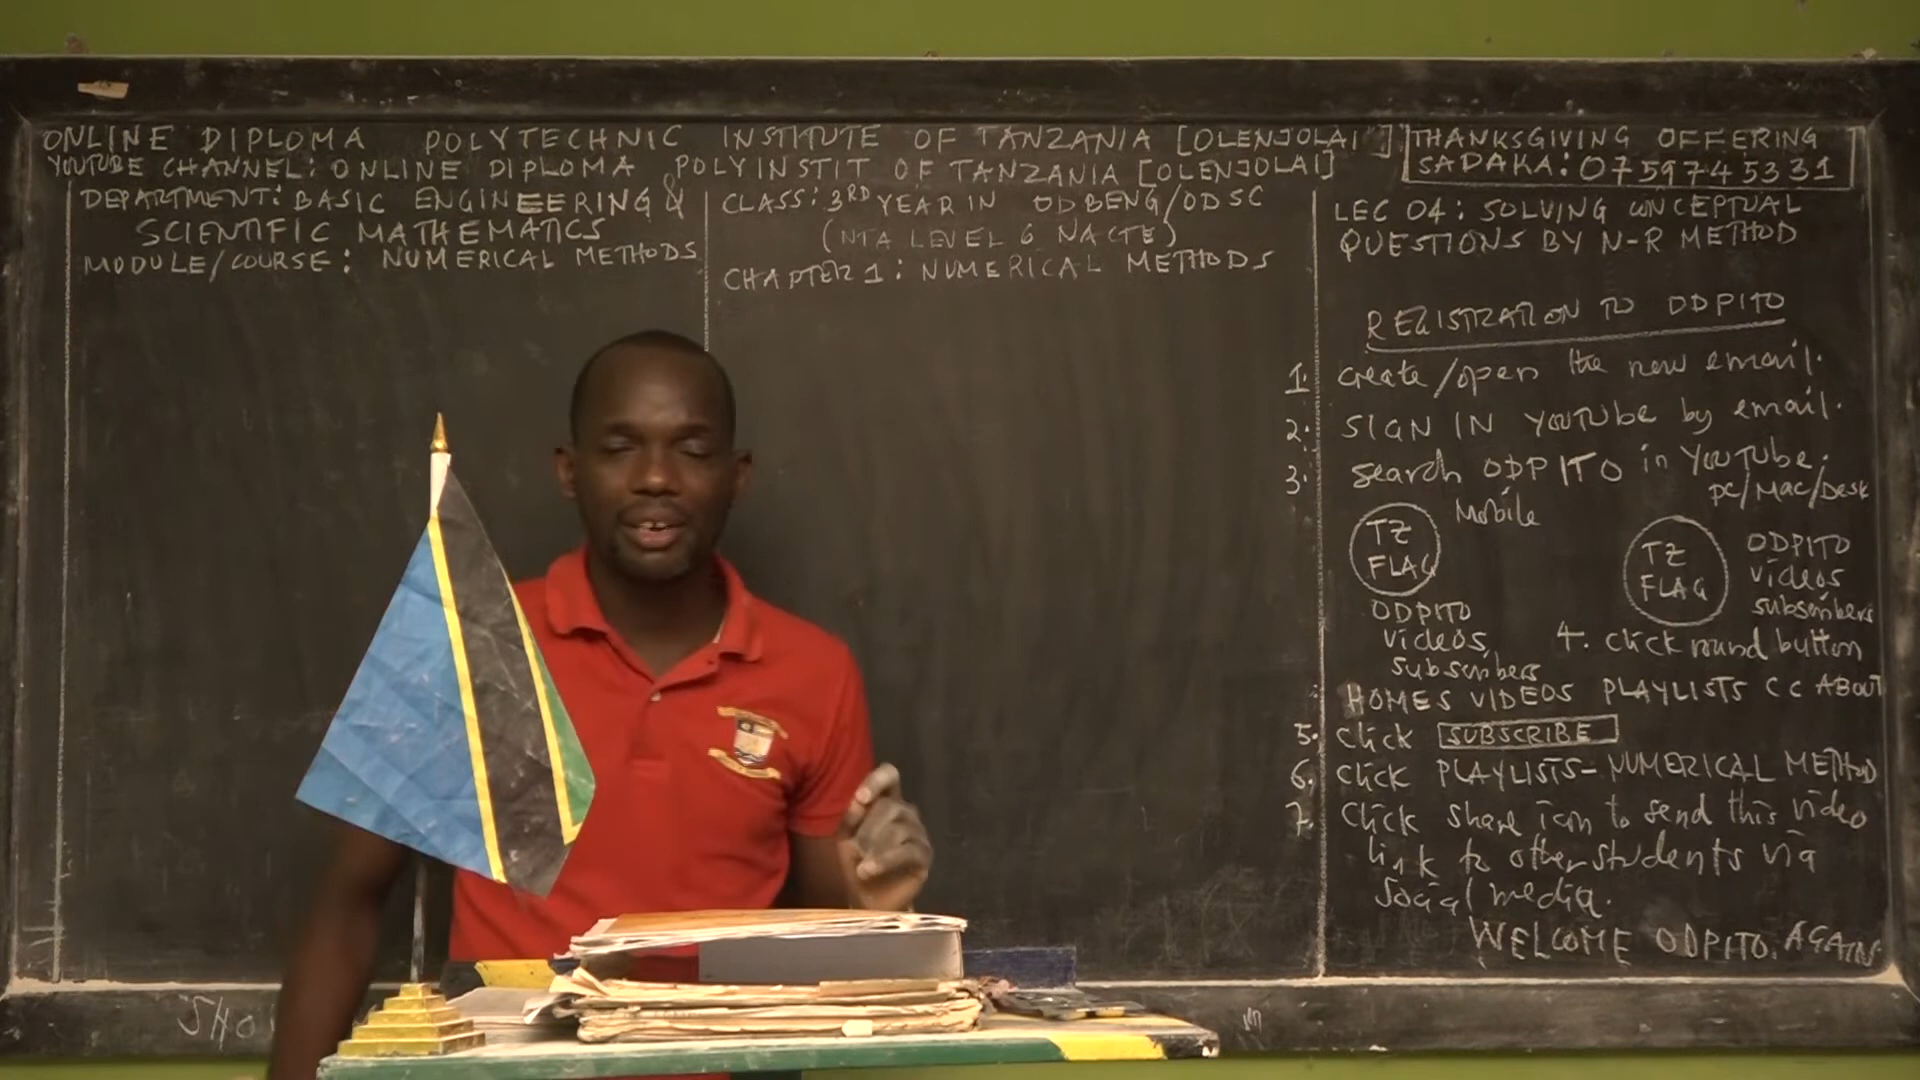 ONLINE DIPLOMA POLYTECHNIC INSTITUTE OF TANZANIA [OLENJOLAI]
YOUTUBE CHANNEL: ONLINE DIPLOMA POLYINSTIT OF TANZANIA [OLENJOLAI]
THANKSGIVING OFFERING
SADAKA: 0759745331
DEPARTMENT: BASIC ENGINEERING &
SCIENTIFIC MATHEMATICS
MODULE/COURSE: NUMERICAL METHODS
CLASS: 3RD YEAR IN ODBENG/ODSC
(NTA LEVEL 6 NACTE)
CHAPTER 1: NUMERICAL METHODS
LEC 04: SOLVING CONCEPTUAL
QUESTIONS BY N-R METHOD
REGISTRATION TO ODPITO
1. create/open the new email.
2. SIGN IN YOUTUBE by email.
3. search ODPITO in YOUTUBE.
Mobile
PC/Mac/Desk
TZ
FLAG
ODPITO
videos,
subscribers
TZ
FLAG
ODPITO
videos
subscribers
4. click round button
HOMES VIDEOS PLAYLISTS CC ABOUT
5. click SUBSCRIBE
6. click PLAYLISTS-NUMERICAL METHOD
7. Click share icon to send this video
link to other students via
social media.
WELCOME ODPITO. AGAIN